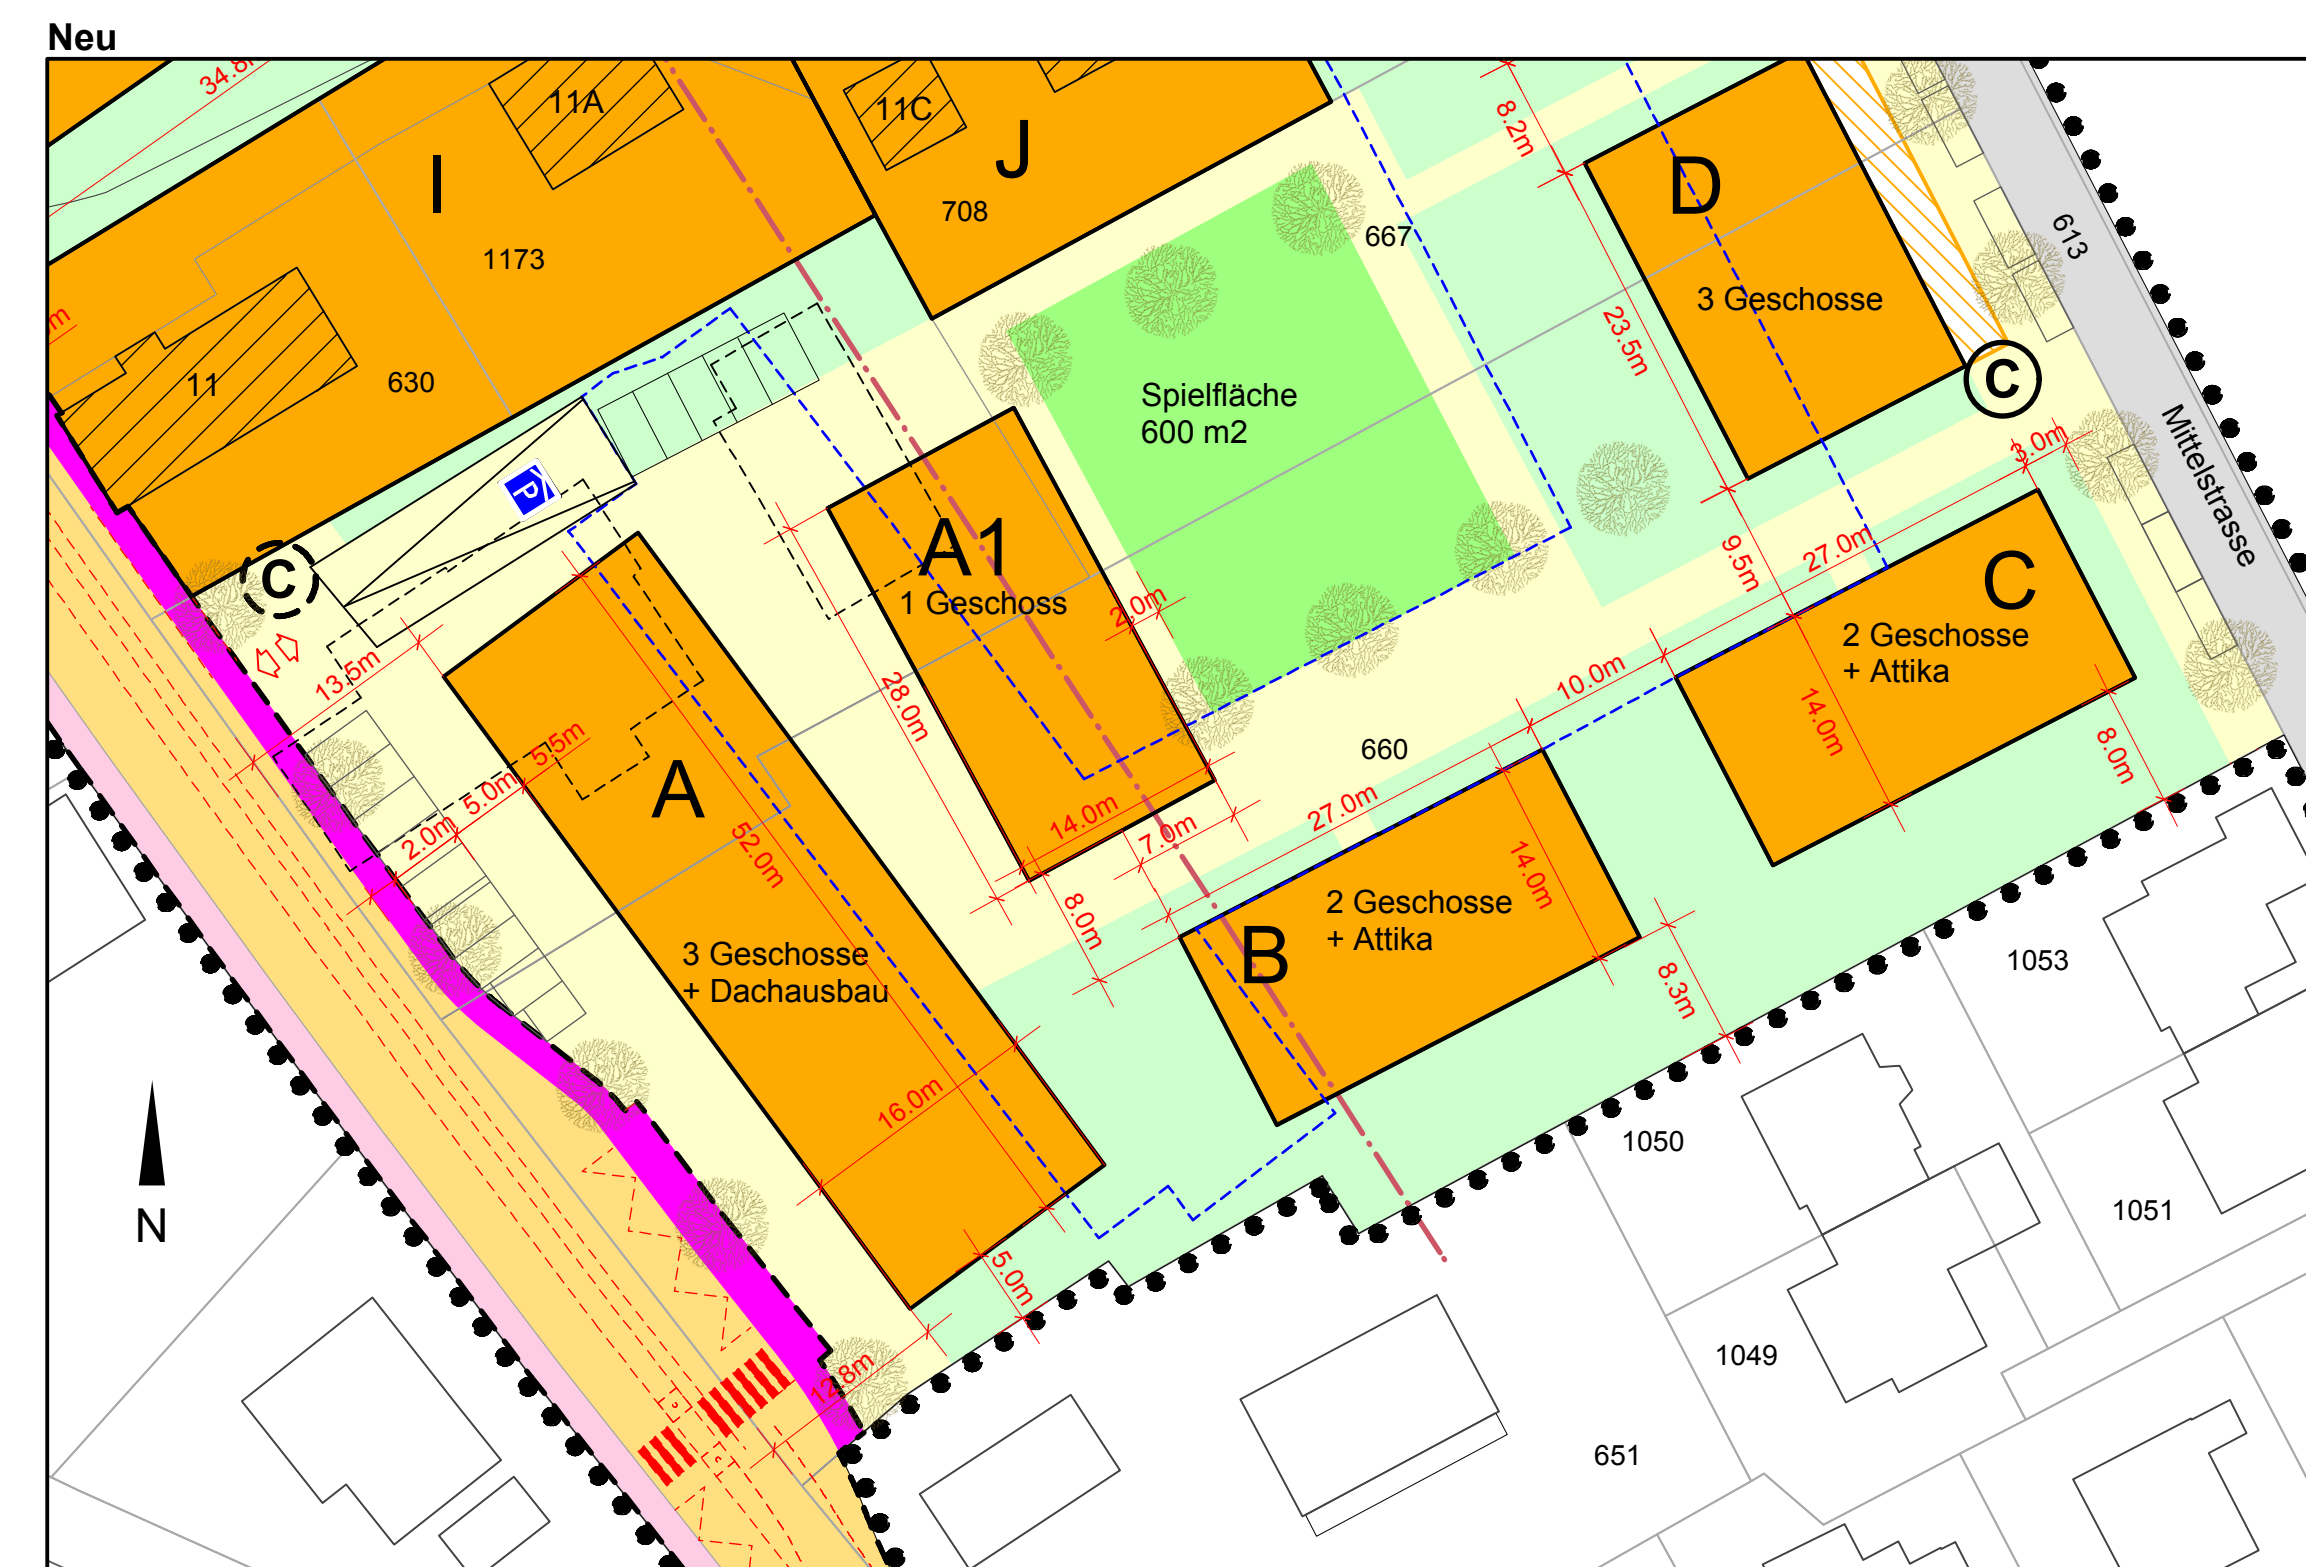 Neu
34.8
11A
11C
I
J
708
1173
11
630
8.2m
D
667
3 Geschosse
23.5m
613
C
Mittelstrasse
3.0m
Spielfläche
600 m2
P
C
A1
1 Geschoss
2.0m
9.5m
27.0m
C
2 Geschosse
+ Attika
13.5m
28.0m
10.0m
14.0m
8.0m
5.5m
5.0m
2.0m
A
52.0m
660
14.0m
7.0m
27.0m
8.0m
14.0m
B
2 Geschosse
+ Attika
8.3m
3 Geschosse
+ Dachausbau
16.0m
5.0m
12.8m
N
1053
1050
1051
1049
651